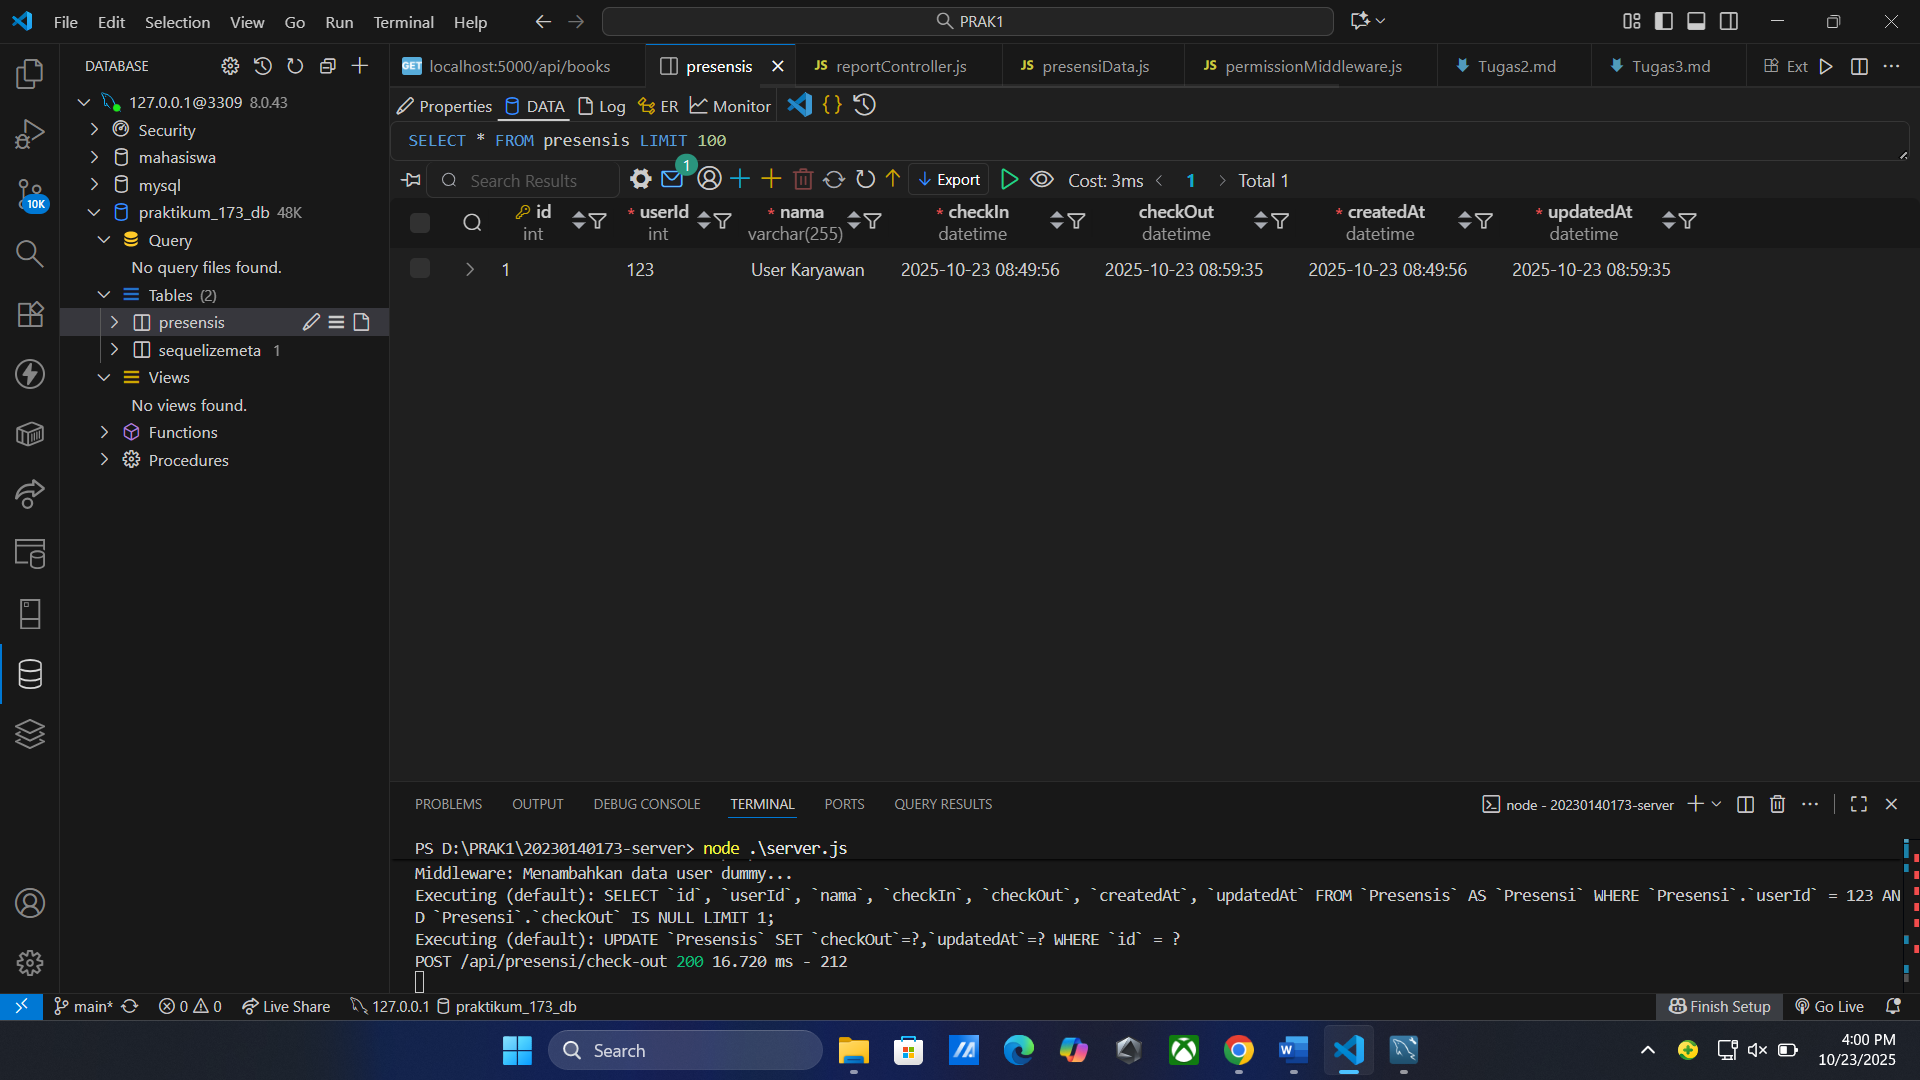 File Edit Selection View Go Run Terminal Help
PRAK1
DATABASE
127.0.0.1@3309 8.0.43
Security
mahasiswa
mysql
praktikum_173_db 48K
Query
No query files found.
Tables (2)
presensis
sequelizemeta 1
Views
No views found.
Functions
Procedures
10K
GET localhost:5000/api/books
presensis
JS reportController.js
JS presensiData.js
JS permissionMiddleware.js
Tugas2.md
Tugas3.md
Ext
Properties DATA Log ER Monitor
SELECT * FROM presensis LIMIT 100
Search Results 1 Export Cost: 3ms 1 Total 1
* id * userId * nama * checkIn checkOut * createdAt * updatedAt
int int varchar(255) datetime datetime datetime datetime
1 123 User Karyawan 2025-10-23 08:49:56 2025-10-23 08:59:35 2025-10-23 08:49:56 2025-10-23 08:59:35
PROBLEMS OUTPUT DEBUG CONSOLE TERMINAL PORTS QUERY RESULTS
node - 20230140173-server
PS D:\PRAK1\20230140173-server> node .\server.js
Middleware: Menambahkan data user dummy...
Executing (default): SELECT `id`, `userId`, `nama`, `checkIn`, `checkOut`, `createdAt`, `updatedAt` FROM `Presensis` AS `Presensi` WHERE `Presensi`.`userId` = 123 AN
D `Presensi`.`checkOut` IS NULL LIMIT 1;
Executing (default): UPDATE `Presensis` SET `checkOut`=?,`updatedAt`=? WHERE `id` = ?
POST /api/presensi/check-out 200 16.720 ms - 212
main* 0 0 Live Share 127.0.0.1 praktikum_173_db
Finish Setup Go Live
Search
4:00 PM
10/23/2025